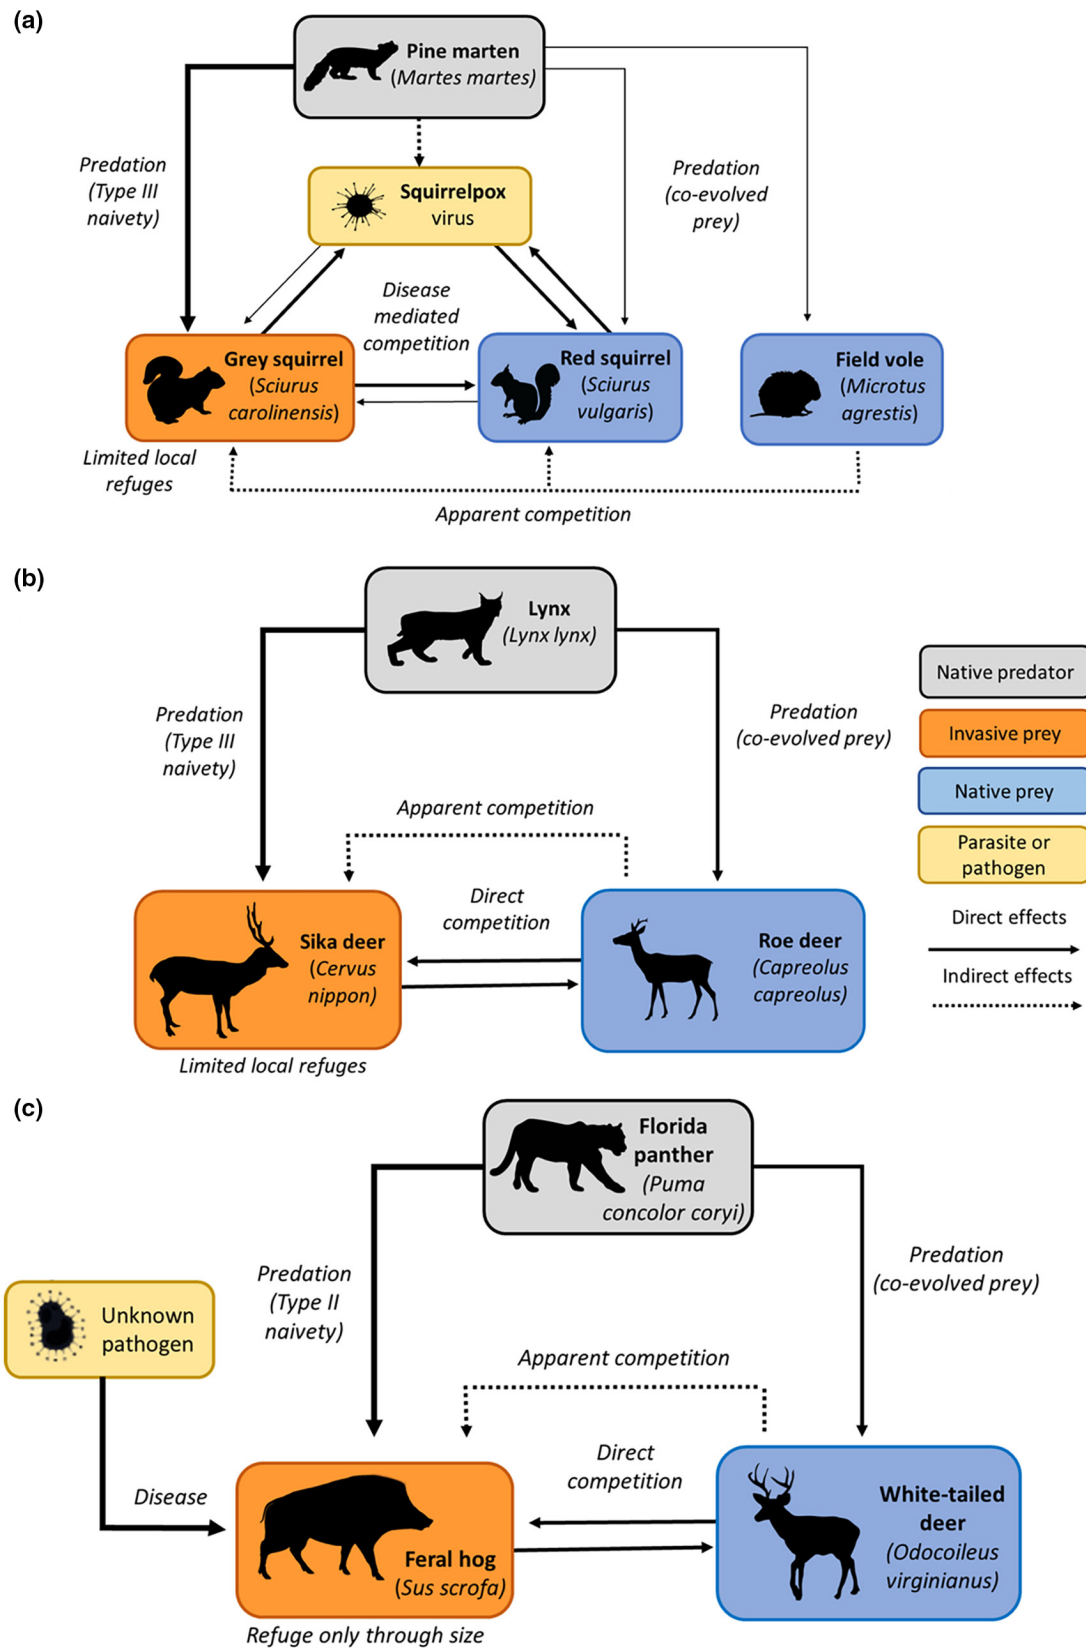 (a)
Pine marten
(Martes martes)
Predation
(Type III
naivety)
Predation
(co-evolved
prey)
Squirrelpox
virus
Disease
mediated
competition
Grey squirrel
(Sciurus
carolinensis)
Red squirrel
(Sciurus
vulgaris)
Field vole
(Microtus
agrestis)
Limited local
refuges
Apparent competition
(b)
Lynx
(Lynx lynx)
Predation
(Type III
naivety)
Predation
(co-evolved prey)
Apparent competition
Direct
competition
Sika deer
(Cervus
nippon)
Roe deer
(Capreolus
capreolus)
Limited local refuges
Native predator
Invasive prey
Native prey
Parasite or
pathogen
Direct effects
Indirect effects
(c)
Florida
panther
(Puma
concolor coryi)
Predation
(Type II
naivety)
Predation
(co-evolved prey)
Unknown
pathogen
Apparent competition
Direct
competition
Disease
Feral hog
(Sus scrofa)
White-tailed
deer
(Odocoileus
virginianus)
Refuge only through size